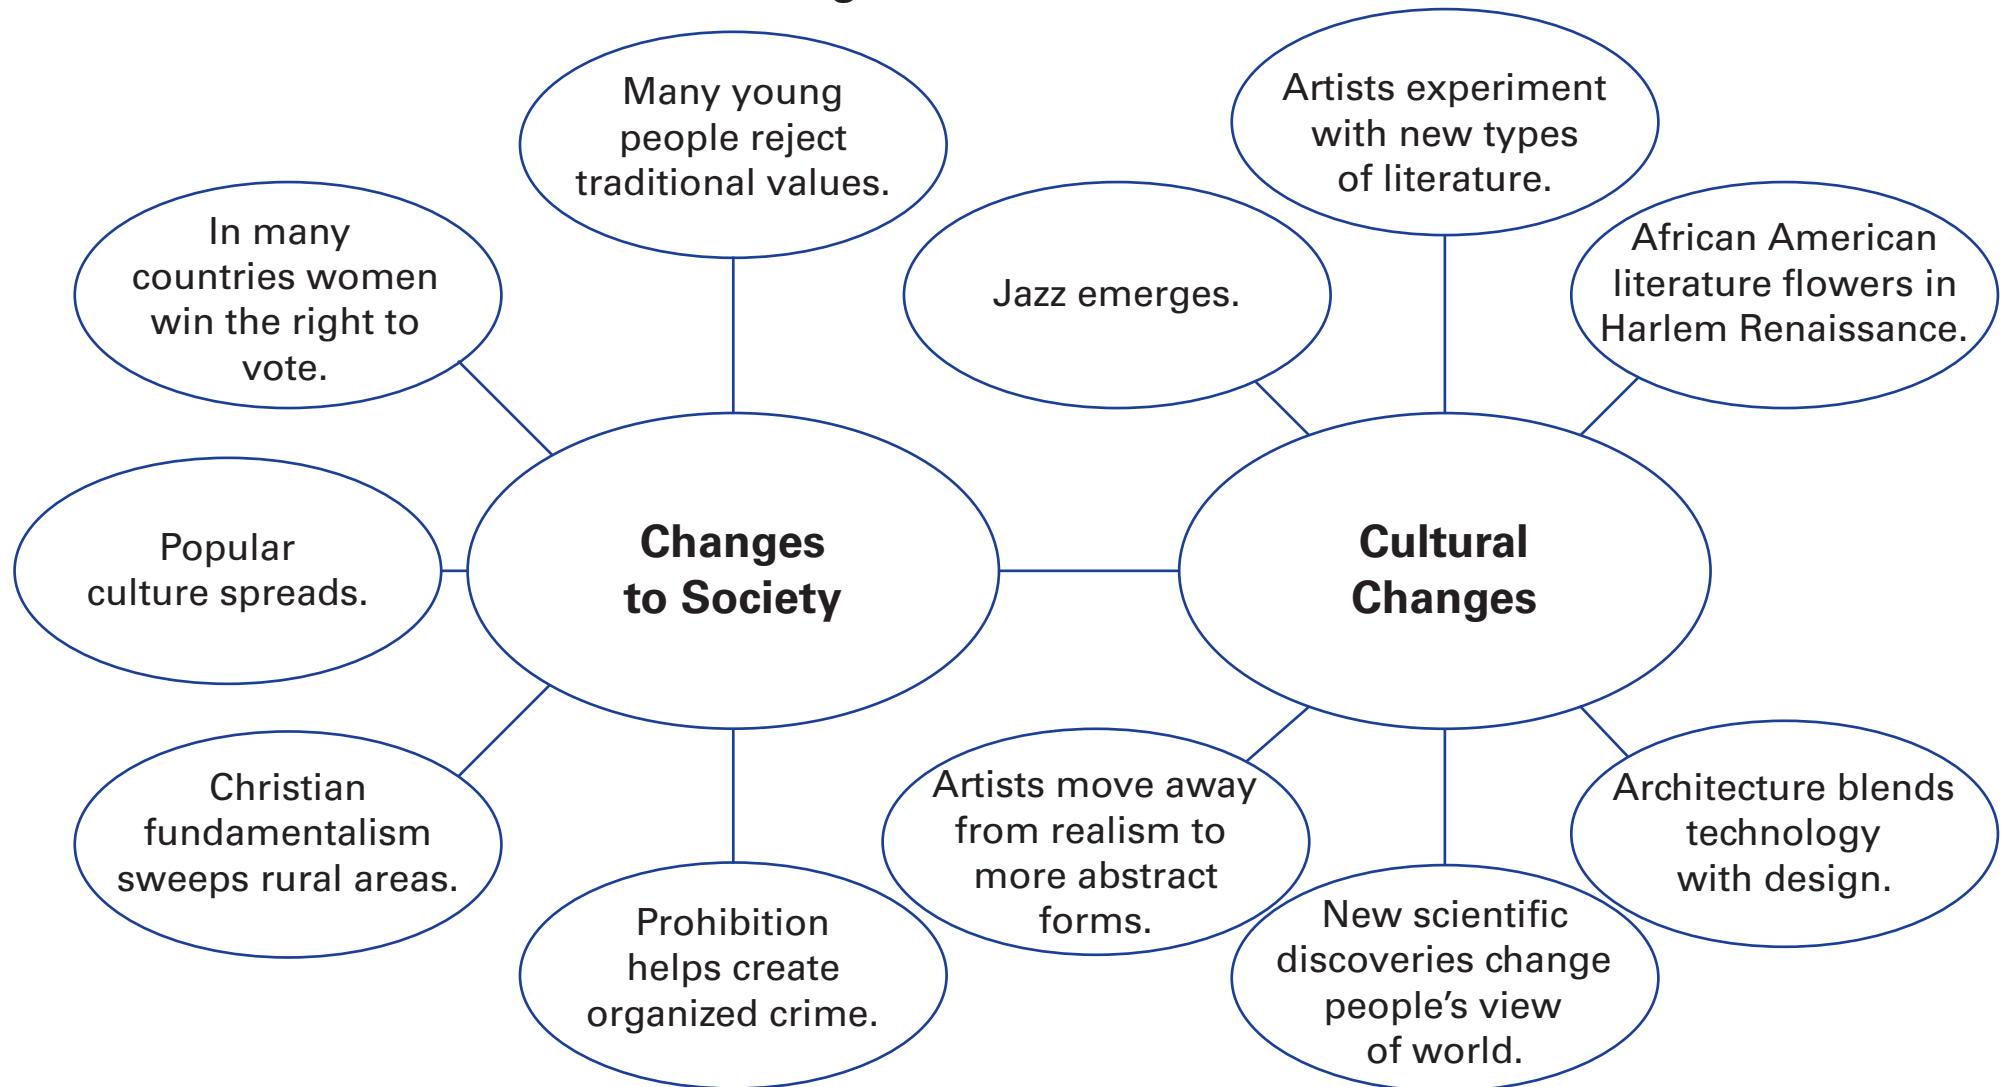 Many young
people reject
traditional values.
In many
countries women
win the right to
vote.
Popular
culture spreads.
Christian
fundamentalism
sweeps rural areas.
Prohibition
helps create
organized crime.
Changes
to Society
Artists experiment
with new types
of literature.
Jazz emerges.
African American
literature flowers in
Harlem Renaissance.
Cultural
Changes
Artists move away
from realism to
more abstract
forms.
New scientific
discoveries change
people’s view
of world.
Architecture blends
technology
with design.